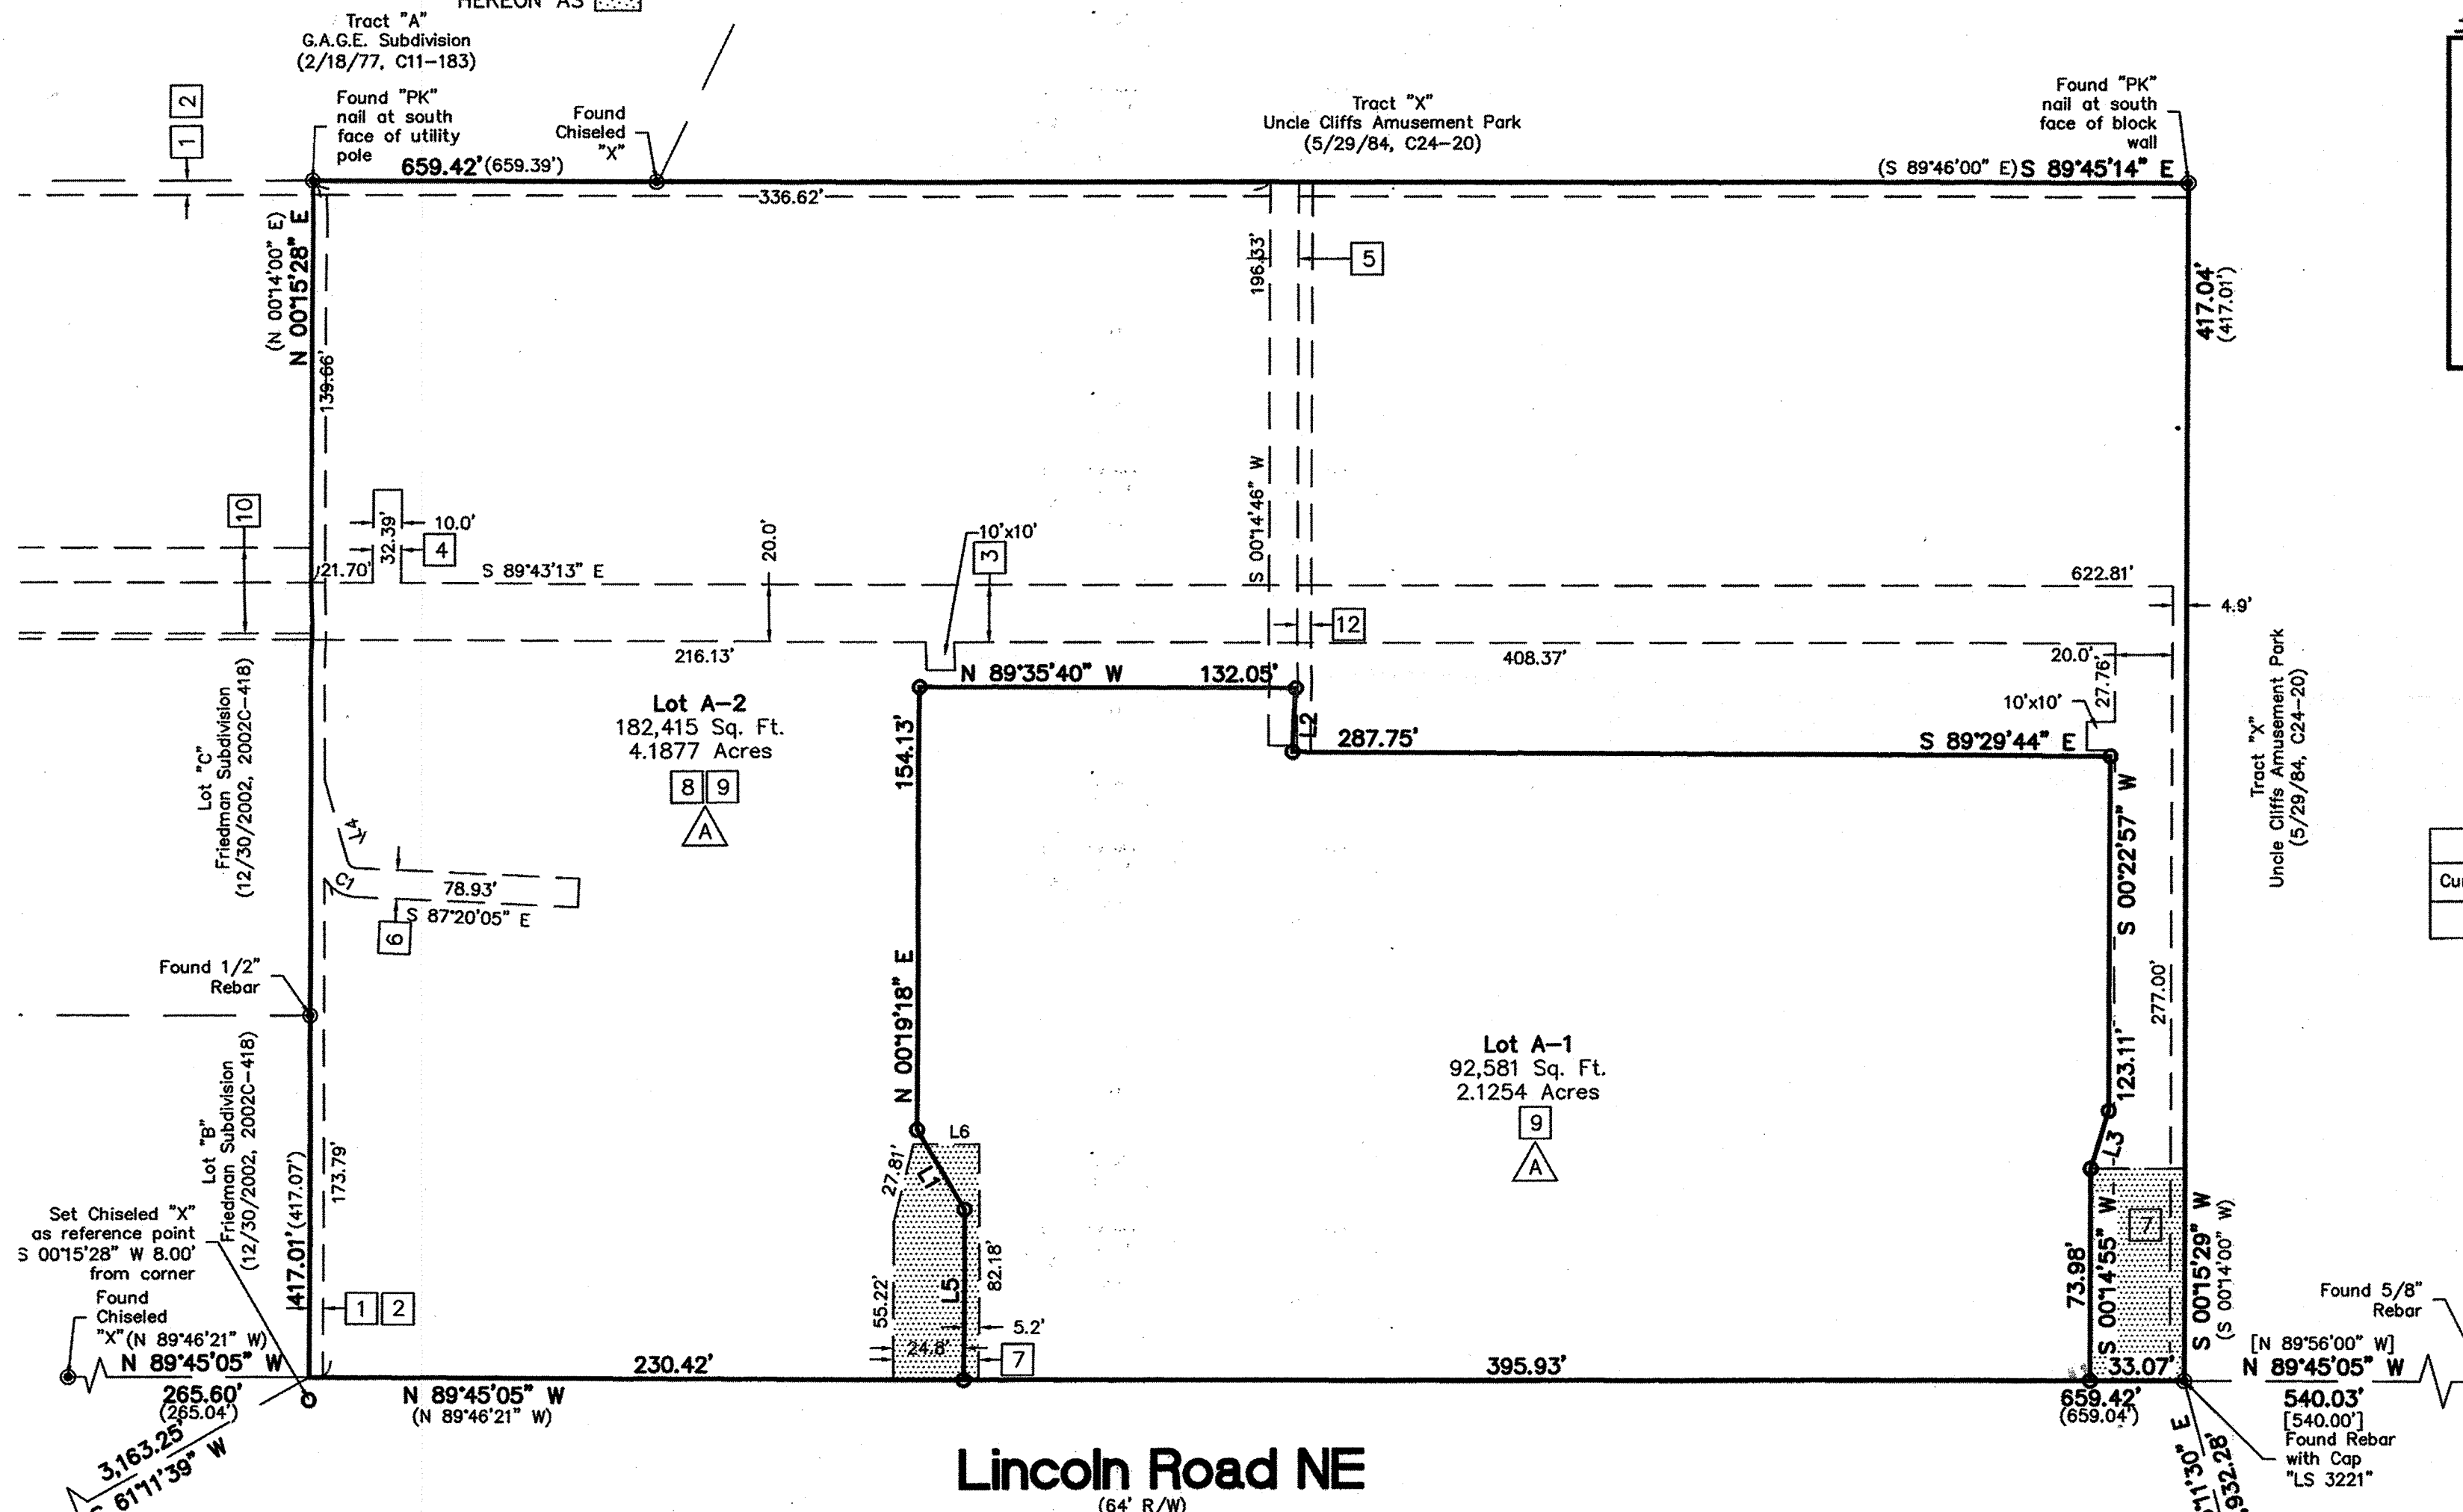 HEREON AS
Tract "A"
G.A.G.E. Subdivision
(2/18/77, C11-183)
2
1
Found "PK"
nail at south
face of utility
pole
Found
Chiseled
"X"
659.42' (659.39')
336.62'
Tract "X"
Uncle Cliffs Amusement Park
(5/29/84, C24-20)
Found "PK"
nail at south
face of block
wall
(S 89°46'00" E) S 89°45'14" E
(N 00°14'00" E)
N 00°15'28" E
139.66'
196.33'
5
S 00°14'46" W
417.04'
(417.01')
10
32.39'
10.0'
4
21.70'
S 89°43'13" E
20.0'
10'x10'
3
622.81'
4.9'
12
216.13'
408.37'
20.0'
27.76'
10'x10'
N 89°35'40" W 132.05'
L2
287.75'
S 89°29'44" E
Lot A-2
182,415 Sq. Ft.
4.1877 Acres
8 9
A
154.13'
N 00°19'18" E
Lot "C"
Friedman Subdivision
(12/30/2002, 2002C-418)
L4
C1
78.93'
S 87°20'05" E
6
Tract "X"
Uncle Cliffs Amusement Park
(5/29/84, C24-20)
S 00°22'57" W
123.11'
277.00'
Found 1/2"
Rebar
Lot A-1
92,581 Sq. Ft.
2.1254 Acres
9
A
Lot "B"
Friedman Subdivision
(12/30/2002, 2002C-418)
L6
27.81'
L1
L3
7
Set Chiseled "X"
as reference point
S 00°15'28" W 8.00'
from corner
417.01' (417.07')
173.79'
1 2
55.22'
L5
82.18'
24.8'
5.2'
7
73.98'
S 00°14'55" W
S 00°15'29" W
(S 00°14'00" W)
Found
Chiseled
"X"
(N 89°46'21" W)
N 89°45'05" W
265.60'
(265.04')
3,163.25'
S 61°11'39" W
230.42'
N 89°45'05" W
(N 89°46'21" W)
395.93'
33.07'
659.42'
(659.04')
Found 5/8"
Rebar
[N 89°56'00" W]
N 89°45'05" W
540.03'
[540.00']
Found Rebar
with Cap
"LS 3221"
11'30" E
932.28'
Lincoln Road NE
(64' R/W)